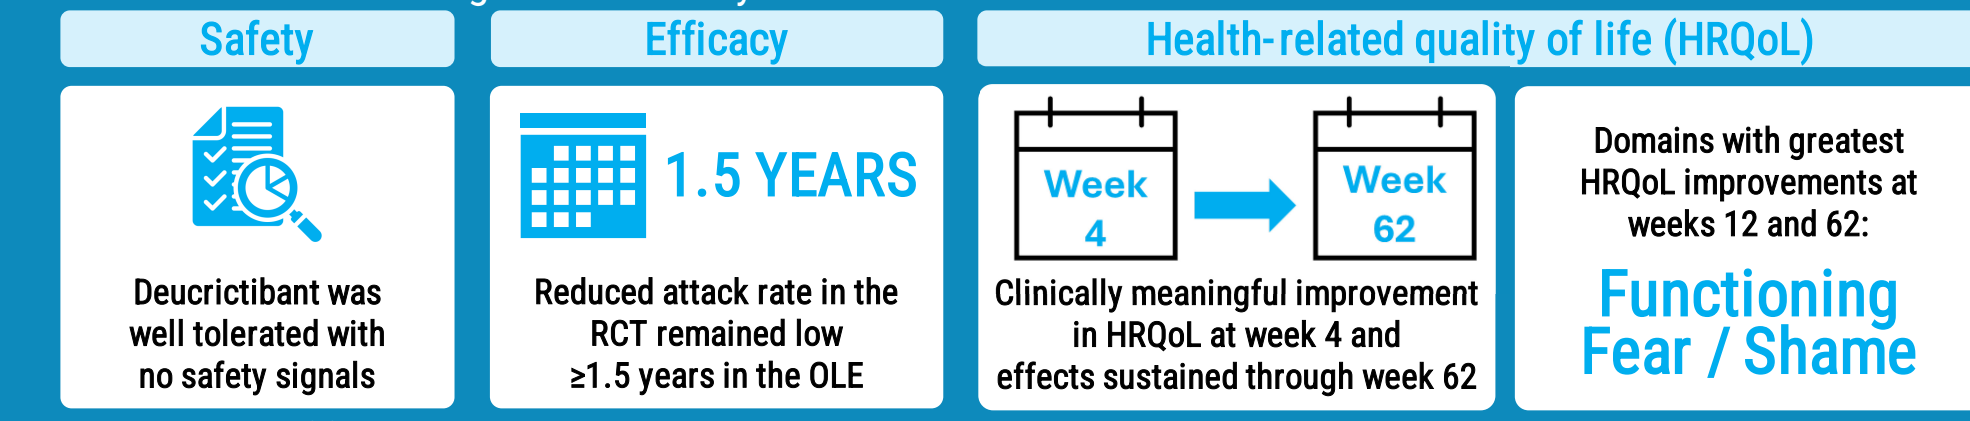 Safety
Deucrictibant was
well tolerated with
no safety signals
Efficacy
1.5 YEARS
Reduced attack rate in the
RCT remained low
≥1.5 years in the OLE
Health-related quality of life (HRQoL)
Week
4
Week
62
Clinically meaningful improvement
in HRQoL at week 4 and
effects sustained through week 62
Domains with greatest
HRQoL improvements at
weeks 12 and 62:
Functioning
Fear / Shame